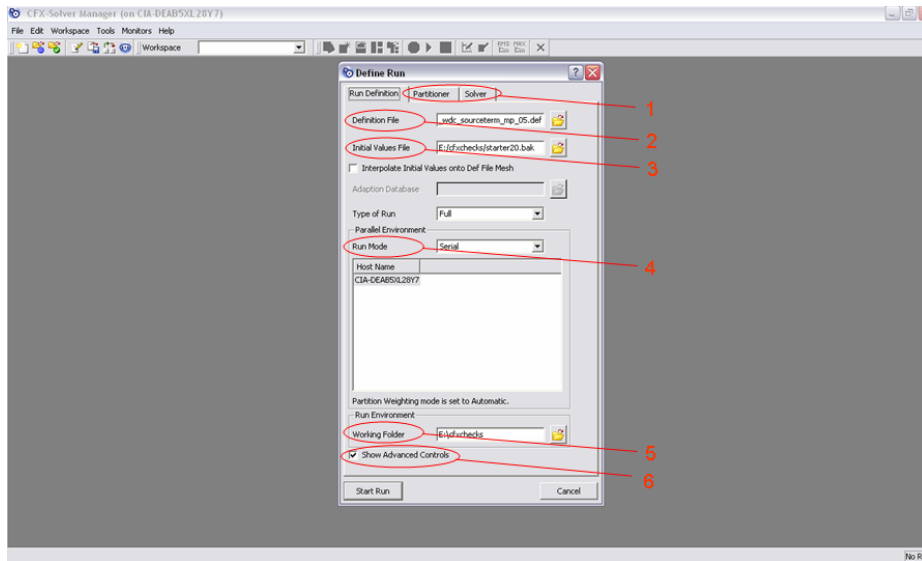 CFX-Solver Manager (on CIA-DEAB5XL28Y7)
File Edit Workspace Tools Monitors Help
Workspace
RMS MAX
Define Run
Run Definition Partitioner Solver
1
Definition File _wdc_sourceterm_mp_05.def
2
Initial Values File E:/cfxchecks/starter20.bak
3
Interpolate Initial Values onto Def File Mesh
Adaption Database
Type of Run Full
Parallel Environment
Run Mode Serial
4
Host Name
CIA-DEAB5XL28Y7
Partition Weighting mode is set to Automatic.
Run Environment
Working Folder E:\cfxchecks
5
Show Advanced Controls
6
Start Run Cancel
No R